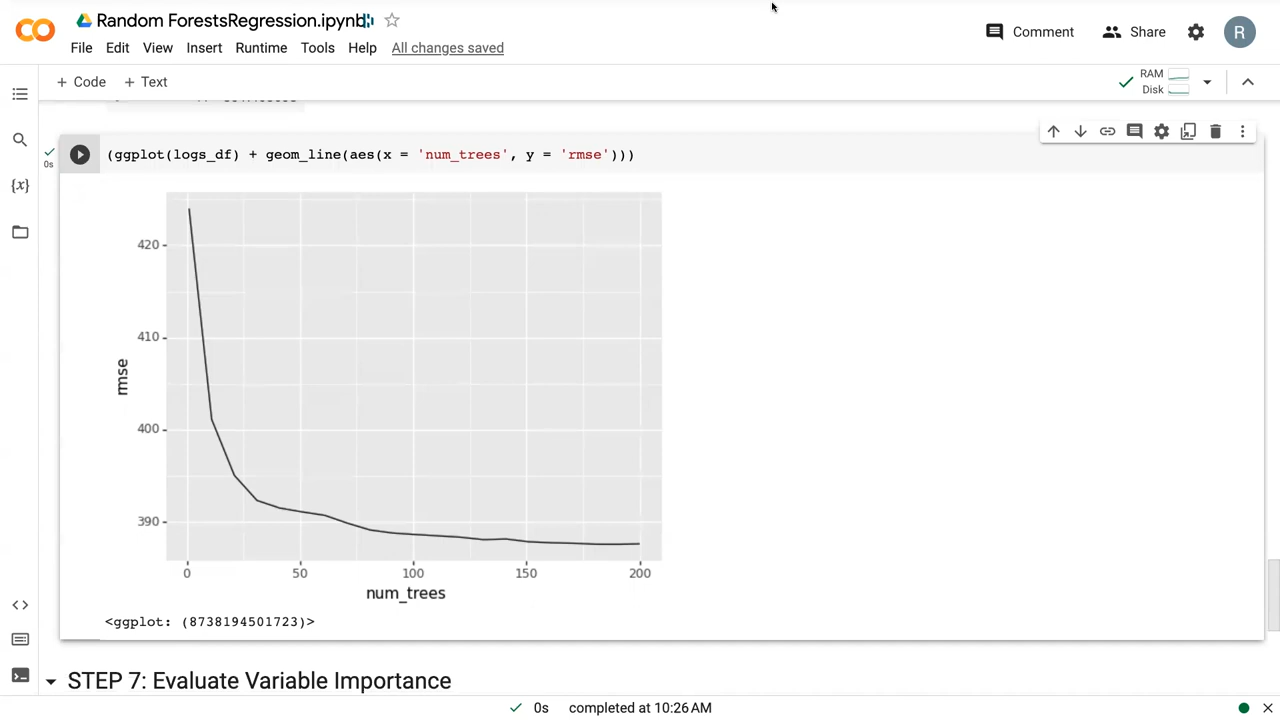 Random ForestsRegression.ipynb
File Edit View Insert Runtime Tools Help All changes saved
Comment Share R
+ Code + Text
RAM
Disk
0s
(ggplot(logs_df) + geom_line(aes(x = 'num_trees', y = 'rmse')))
420
410
400
390
rmse
0 50 100 150 200
num_trees
<ggplot: (8738194501723)>
STEP 7: Evaluate Variable Importance
0s completed at 10:26 AM